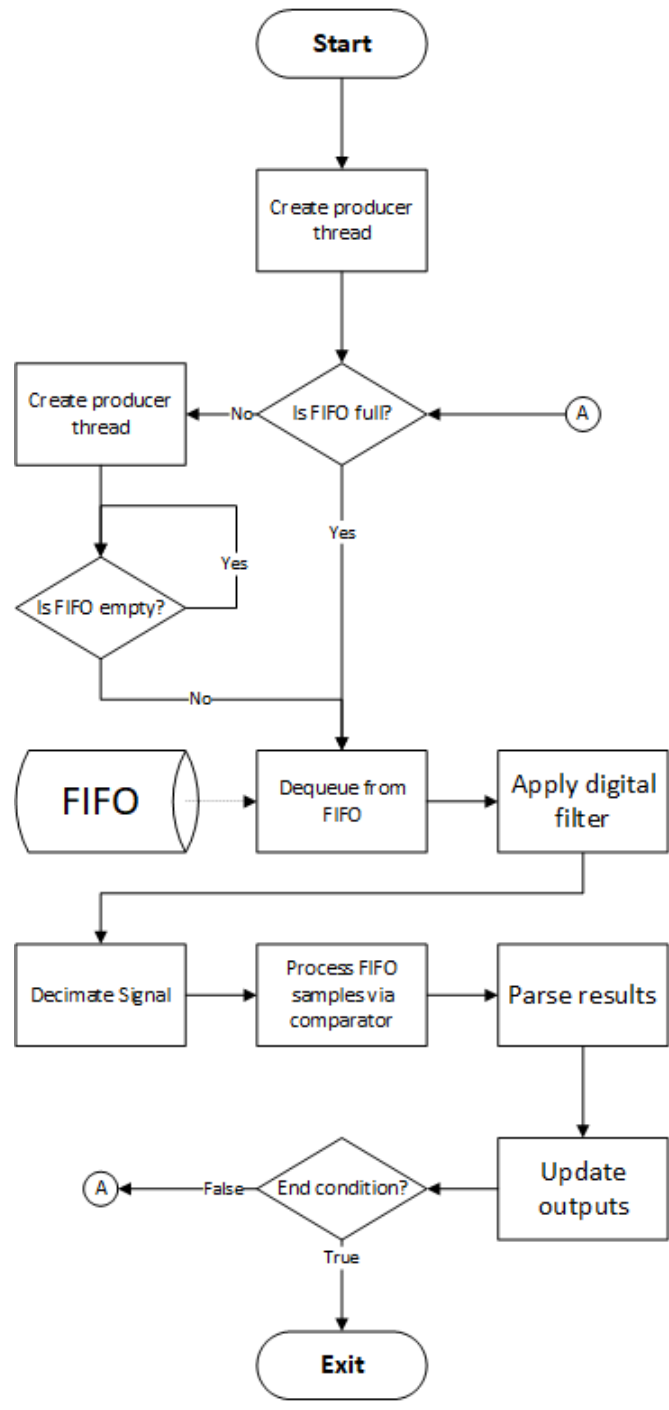 Start
Create producer
thread
Create producer
thread
No
Is FIFO full?
A
Yes
Yes
Is FIFO empty?
No
FIFO
Dequeue from
FIFO
Apply digital
filter
Decimate Signal
Process FIFO
samples via
comparator
Parse results
Update
outputs
End condition?
False
A
True
Exit